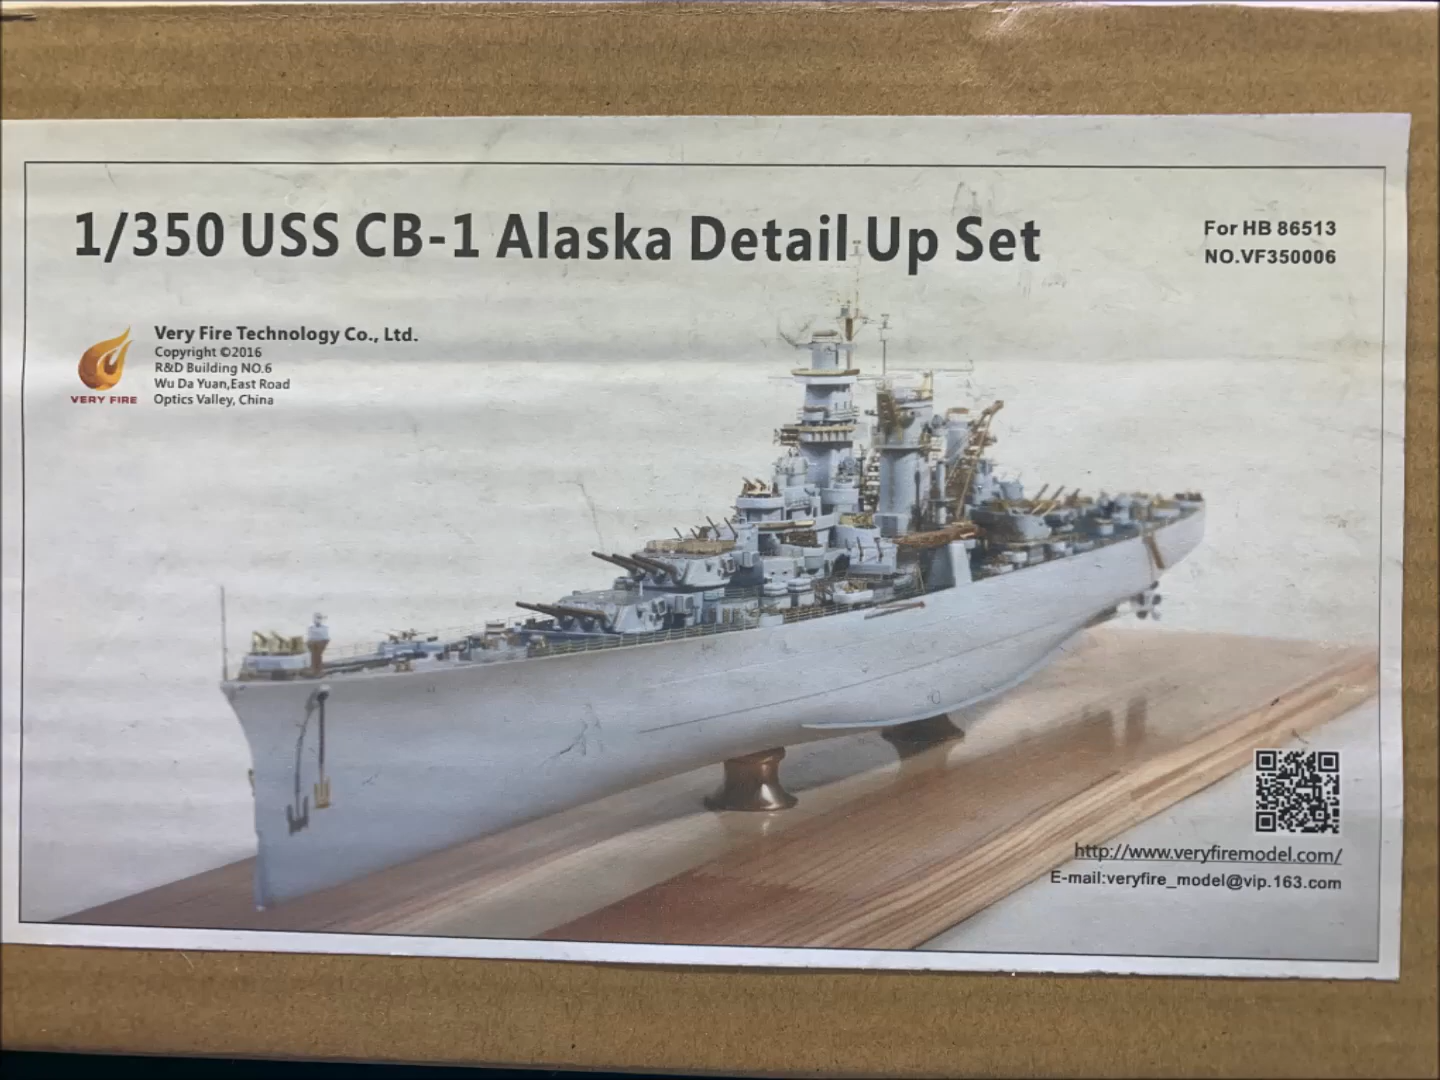 1/350 USS CB-1 Alaska Detail Up Set
For HB 86513
NO.VF350006
Very Fire Technology Co., Ltd.
Copyright ©2016
R&D Building NO.6
Wu Da Yuan,East Road
Optics Valley, China
VERY FIRE
http://www.veryfiremodel.com/
E-mail:veryfire_model@vip.163.com